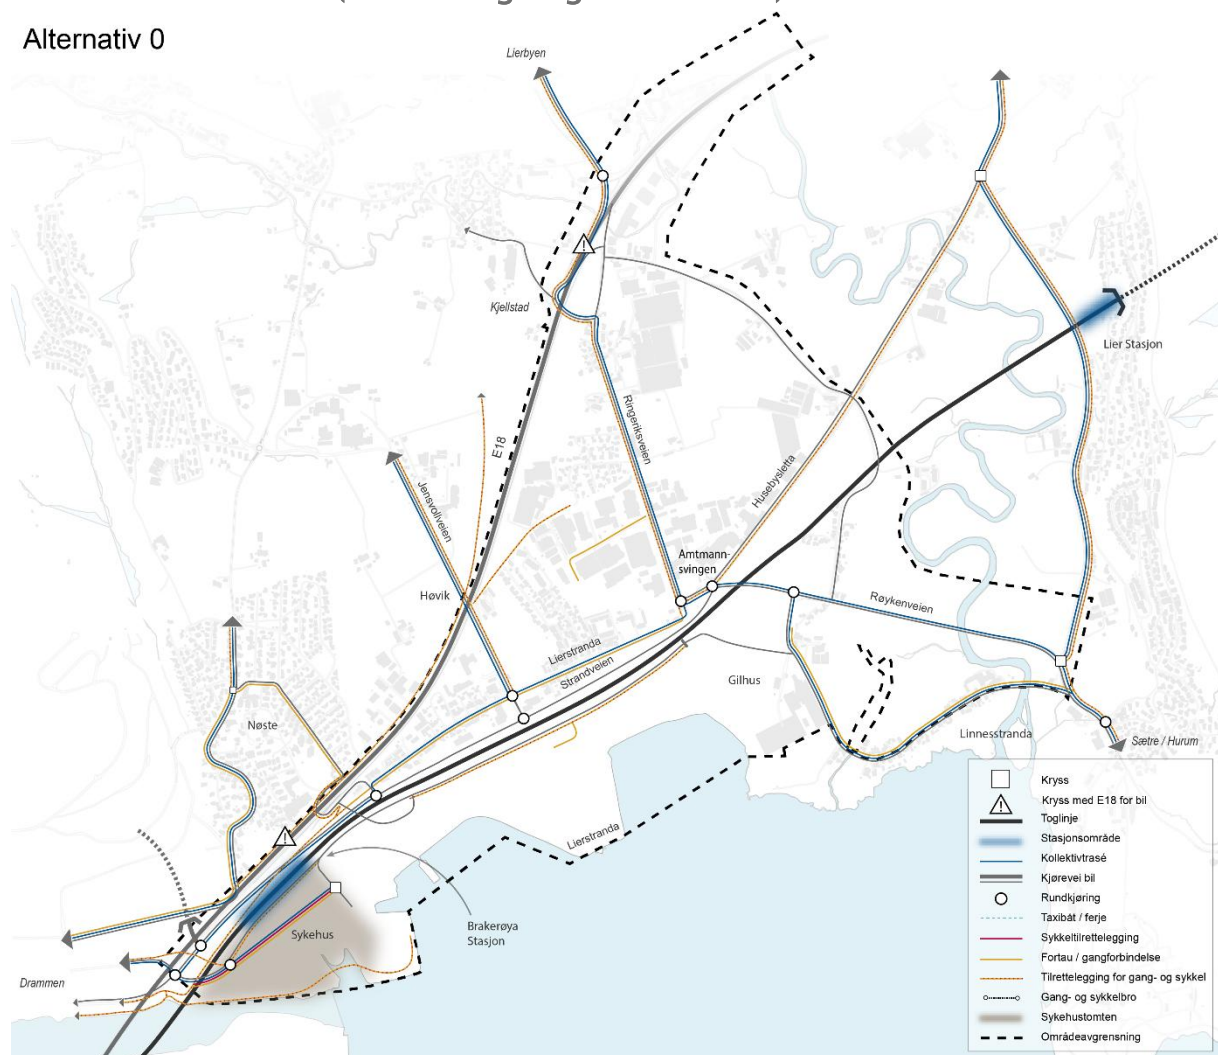 Alternativ 0
Lierbyen
Kjellstad
Lier Stasjon
E18
Ringeriksveien
Jensvollveien
Husebysletta
Amtmann-
svingen
Høvik
Røykenveien
Lierstranda
Strandveien
Gilhus
Nøste
Linnesstranda
Sætre / Hurum
Lierstranda
Sykehus
Brakerøya
Stasjon
Drammen
Kryss
Kryss med E18 for bil
Toglinje
Stasjonsområde
Kollektivtrasé
Kjørevei bil
Rundkjøring
Taxibåt / ferje
Sykkeltilrettelegging
Fortau / gangforbindelse
Tilrettelegging for gang- og sykkel
Gang- og sykkelbro
Sykehustomten
Områdeavgrensning